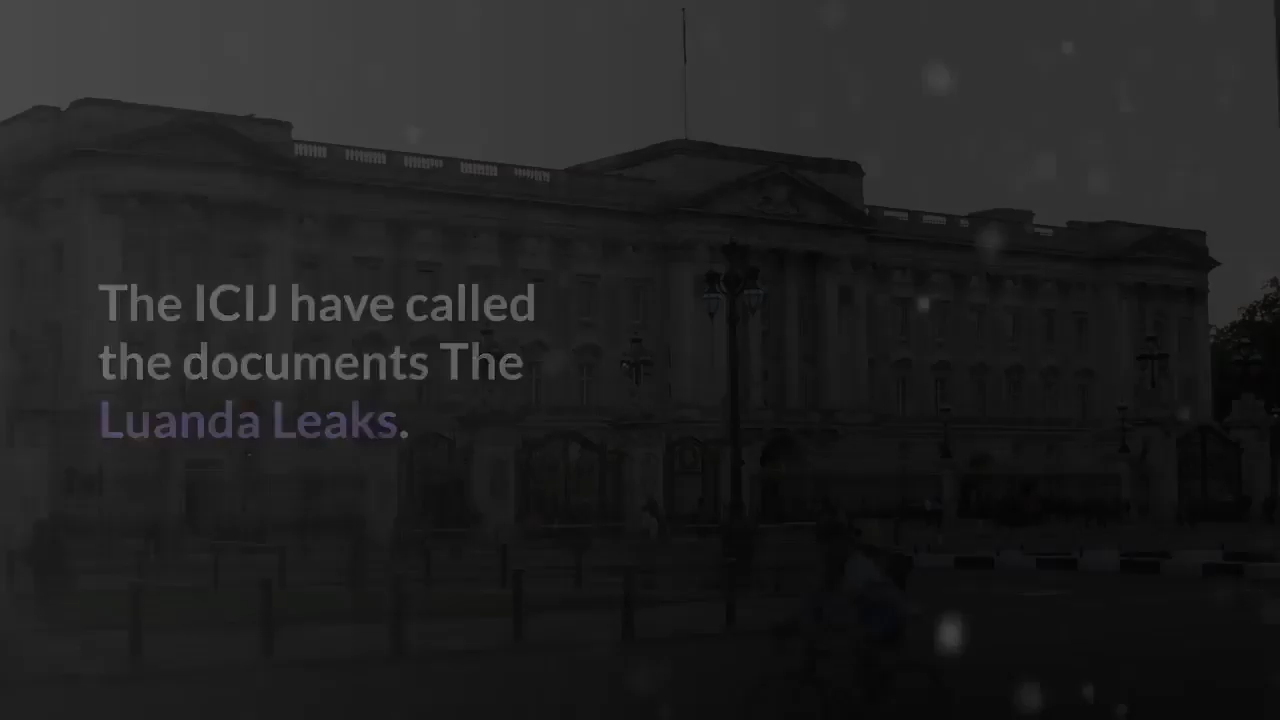 The ICIJ have called
the documents The
Luanda Leaks.